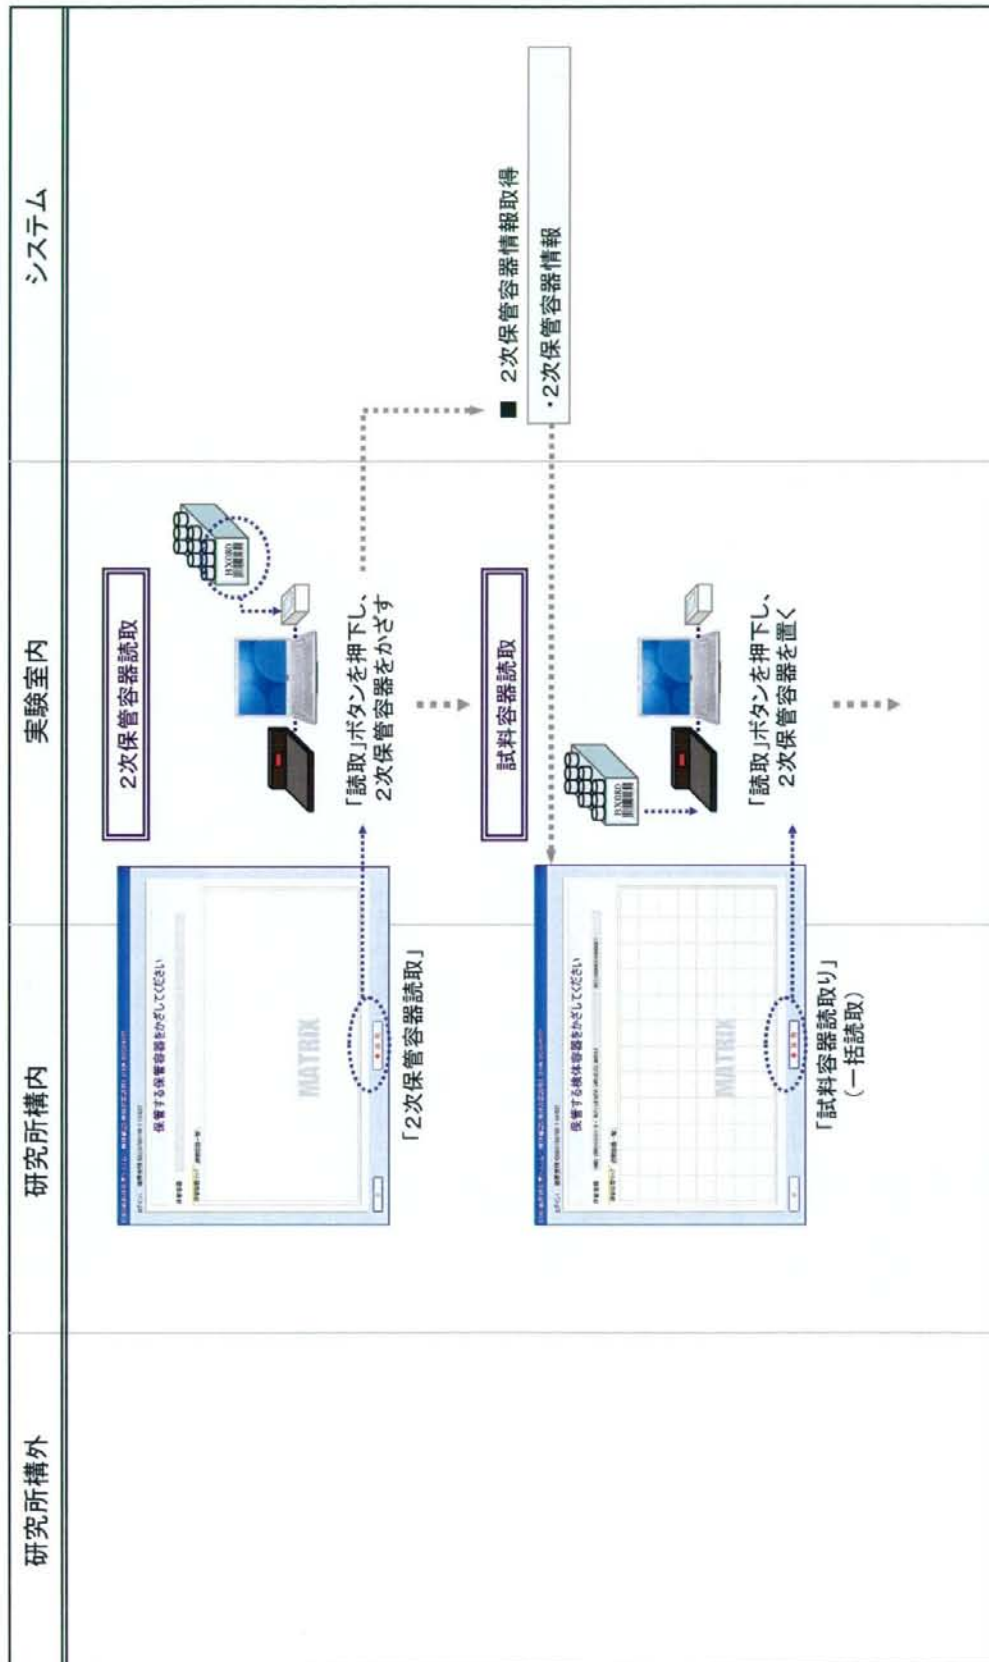 研究所構外
研究所構内
実験室内
システム
2次保管容器読取
保管する保管容器をかざしてください
MATRIX
「2次保管容器読取」
HXORO
「読取」ボタンを押下し、
2次保管容器をかざす
■ 2次保管容器情報取得
・2次保管容器情報
試料容器読取
保管する検体容器をかざしてください
MATRIX
「試料容器読取り」
(一括読取)
HXORO
「読取」ボタンを押下し、
2次保管容器を置く